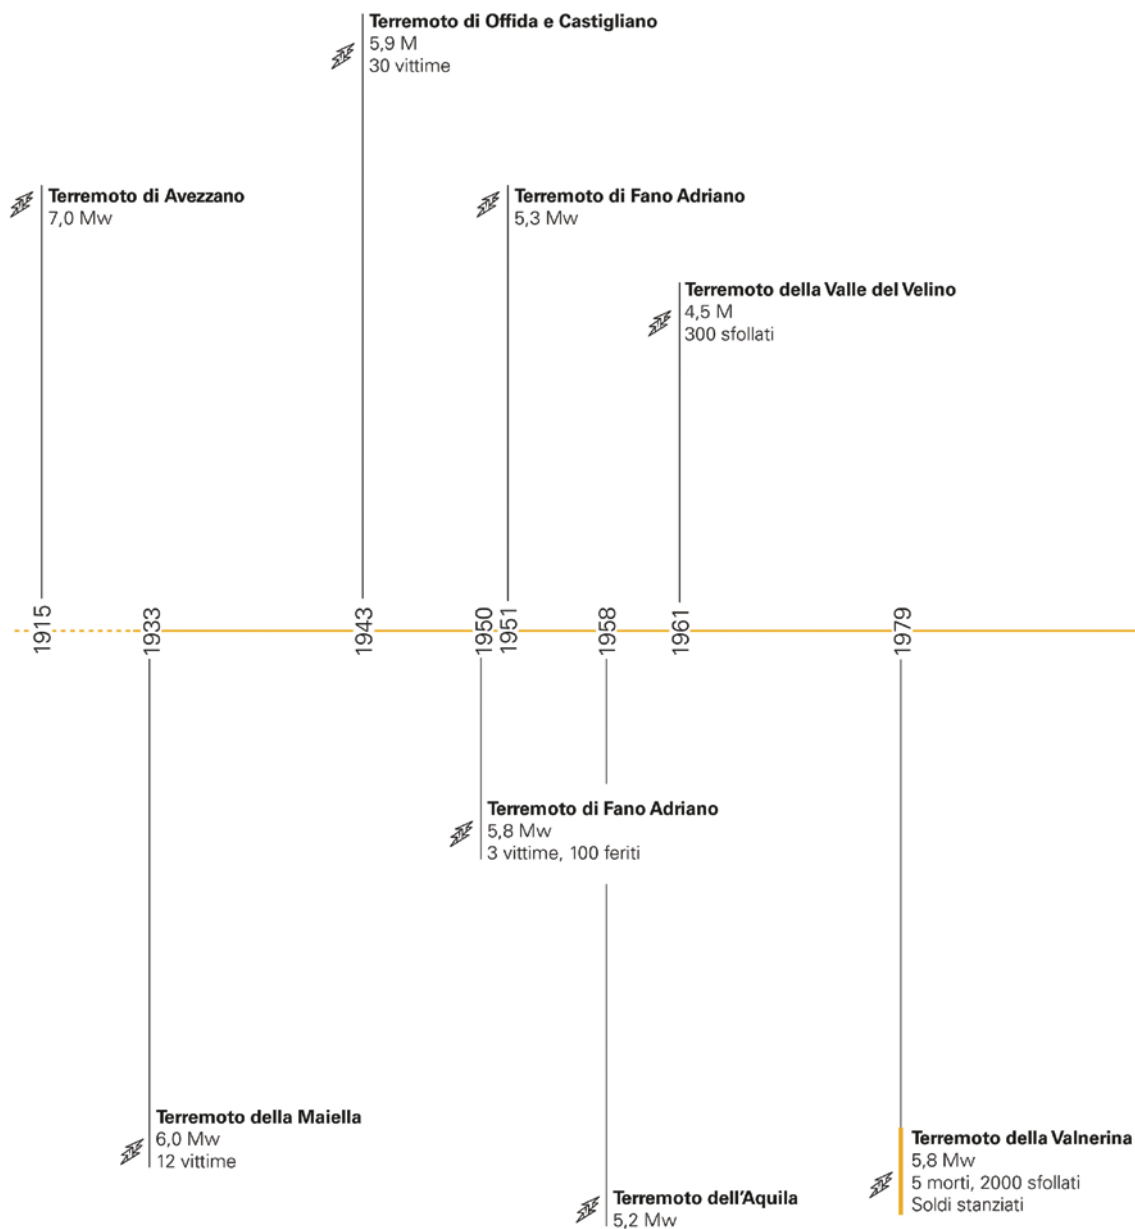 Terremoto di Offida e Castigliano
5,9 M
30 vittime
Terremoto di Avezzano
7,0 Mw
Terremoto di Fano Adriano
5,3 Mw
Terremoto della Valle del Velino
4,5 M
300 sfollati
1915
1933
1943
1950
1951
1958
1961
1979
Terremoto di Fano Adriano
5,8 Mw
3 vittime, 100 feriti
Terremoto della Maiella
6,0 Mw
12 vittime
Terremoto dell'Aquila
5,2 Mw
Terremoto della Valnerina
5,8 Mw
5 morti, 2000 sfollati
Soldi stanziati